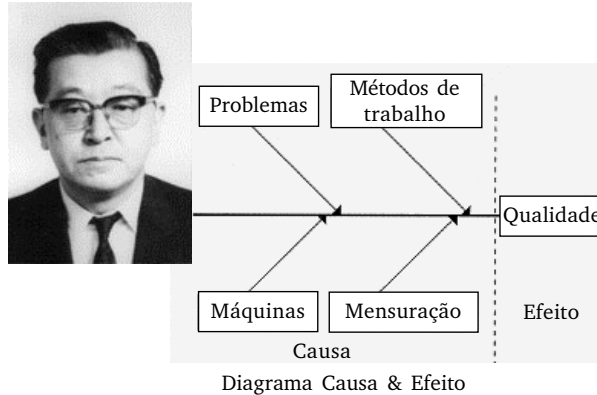 Problemas
Métodos de
trabalho
Qualidade
Máquinas
Mensuração
Efeito
Causa
Diagrama Causa & Efeito